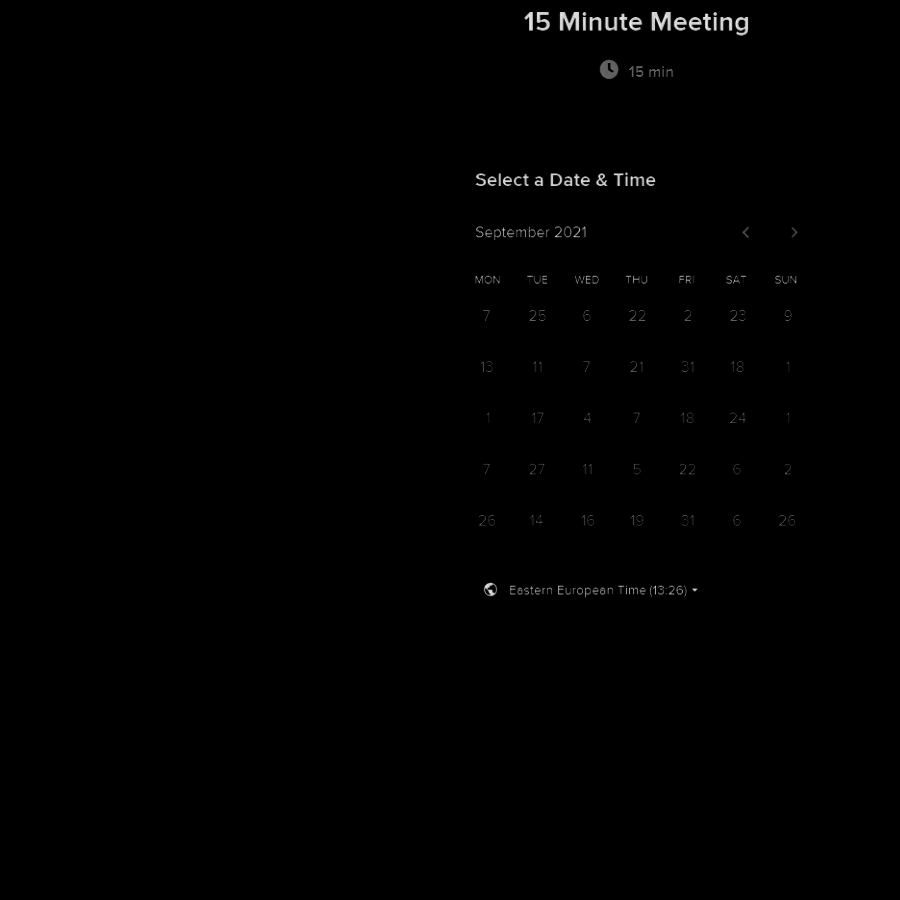 15 Minute Meeting
15 min
Select a Date & Time
September 2021
MON TUE WED THU FRI SAT SUN
7 25 6 22 2 23 9
13 11 7 21 31 18 1
1 17 4 7 18 24 1
7 27 11 5 22 6 2
26 14 16 19 31 6 26
Eastern European Time (13:26)